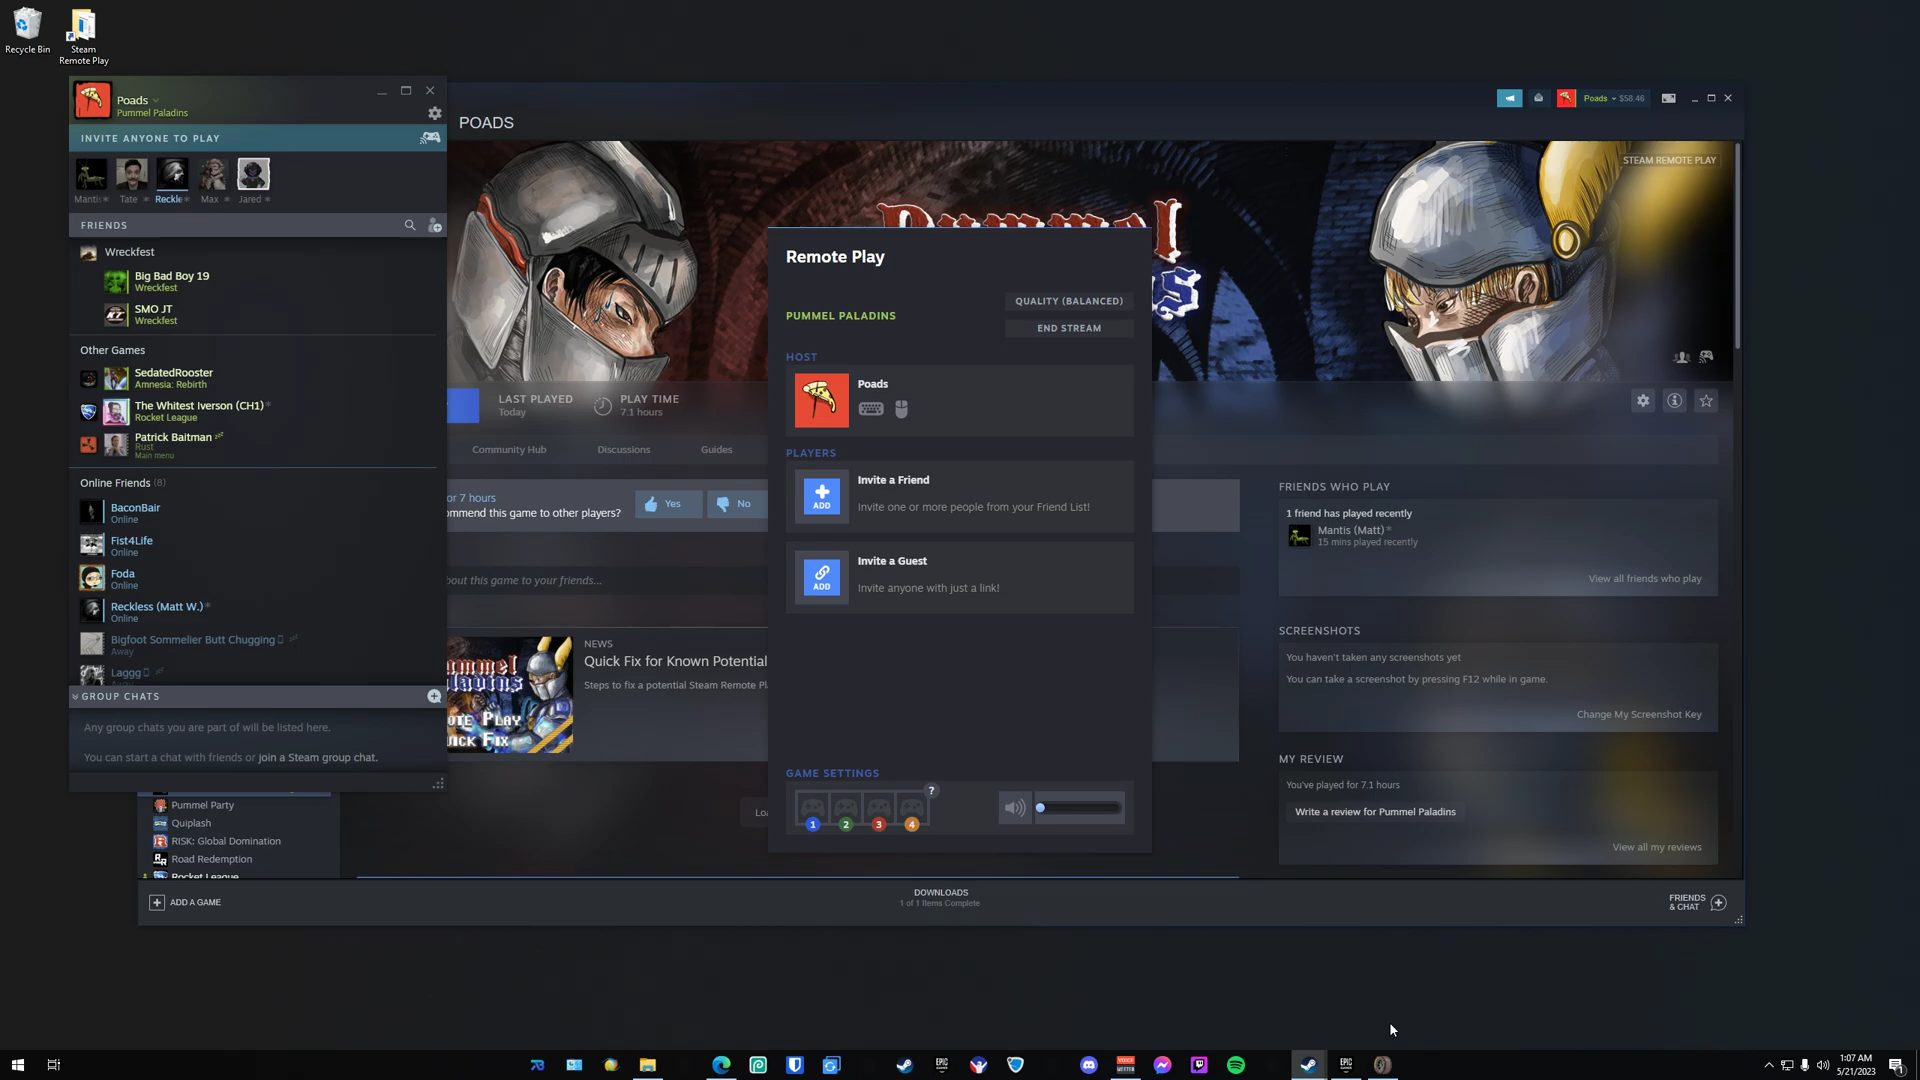 Recycle Bin
Steam
Remote Play
Poads
Pummel Paladins
INVITE ANYONE TO PLAY
Mantis
Tate
Reckle
Max
Jared
FRIENDS
Wreckfest
Big Bad Boy 19
Wreckfest
SMO JT
Wreckfest
Other Games
SedatedRooster
Amnesia: Rebirth
The Whitest Iverson (CH1)*
Rocket League
Patrick Baitman
Rust
Main menu
Online Friends (8)
BaconBair
Online
Fist4Life
Online
Foda
Online
Reckless (Matt W.)*
Online
Bigfoot Sommelier Butt Chugging
Away
Laggg
GROUP CHATS
Any group chats you are part of will be listed here.
You can start a chat with friends or join a Steam group chat.
Pummel Party
Quiplash
RISK: Global Domination
Road Redemption
Rocket League
ADD A GAME
POADS
Poads $58.46
STEAM REMOTE PLAY
Pummel
LAST PLAYED
Today
PLAY TIME
7.1 hours
Community Hub
Discussions
Guides
or 7 hours
ommend this game to other players?
Yes
No
bout this game to your friends...
NEWS
Quick Fix for Known Potential
Steps to fix a potential Steam Remote Pl
Remote Play
QUALITY (BALANCED)
PUMMEL PALADINS
END STREAM
HOST
Poads
PLAYERS
ADD
Invite a Friend
Invite one or more people from your Friend List!
ADD
Invite a Guest
Invite anyone with just a link!
GAME SETTINGS
?
1
2
3
4
FRIENDS WHO PLAY
1 friend has played recently
Mantis (Matt)*
15 mins played recently
View all friends who play
SCREENSHOTS
You haven't taken any screenshots yet
You can take a screenshot by pressing F12 while in game.
Change My Screenshot Key
MY REVIEW
You've played for 7.1 hours
Write a review for Pummel Paladins
View all my reviews
DOWNLOADS
1 of 1 Items Complete
FRIENDS
& CHAT
1:07 AM
5/21/2023